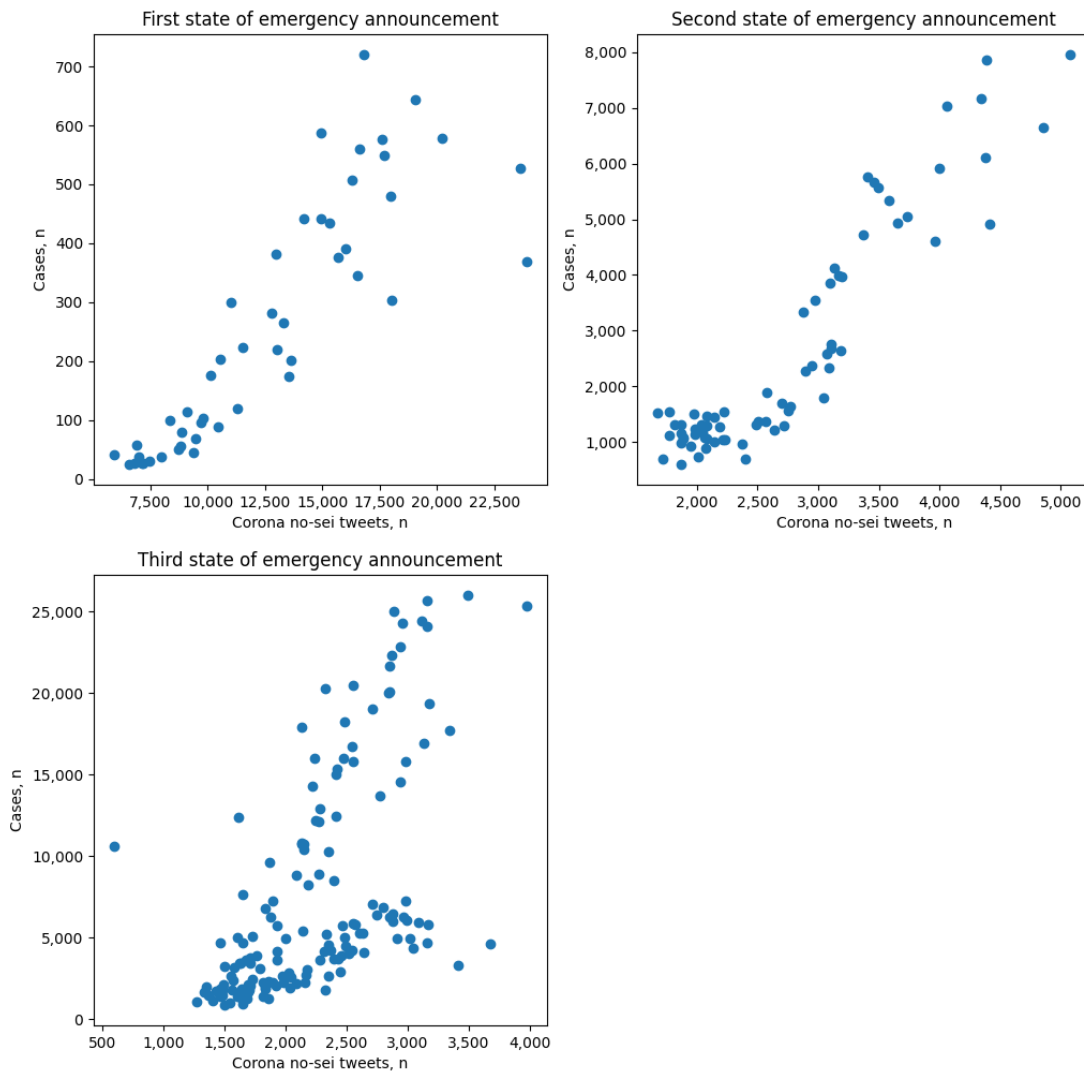 First state of emergency announcement
700
600
500
400
300
200
100
0
Cases, n
7,500 10,000 12,500 15,000 17,500 20,000 22,500
Corona no-sei tweets, n
Second state of emergency announcement
8,000
7,000
6,000
5,000
4,000
3,000
2,000
1,000
Cases, n
2,000 2,500 3,000 3,500 4,000 4,500 5,000
Corona no-sei tweets, n
Third state of emergency announcement
25,000
20,000
15,000
10,000
5,000
0
Cases, n
500 1,000 1,500 2,000 2,500 3,000 3,500 4,000
Corona no-sei tweets, n